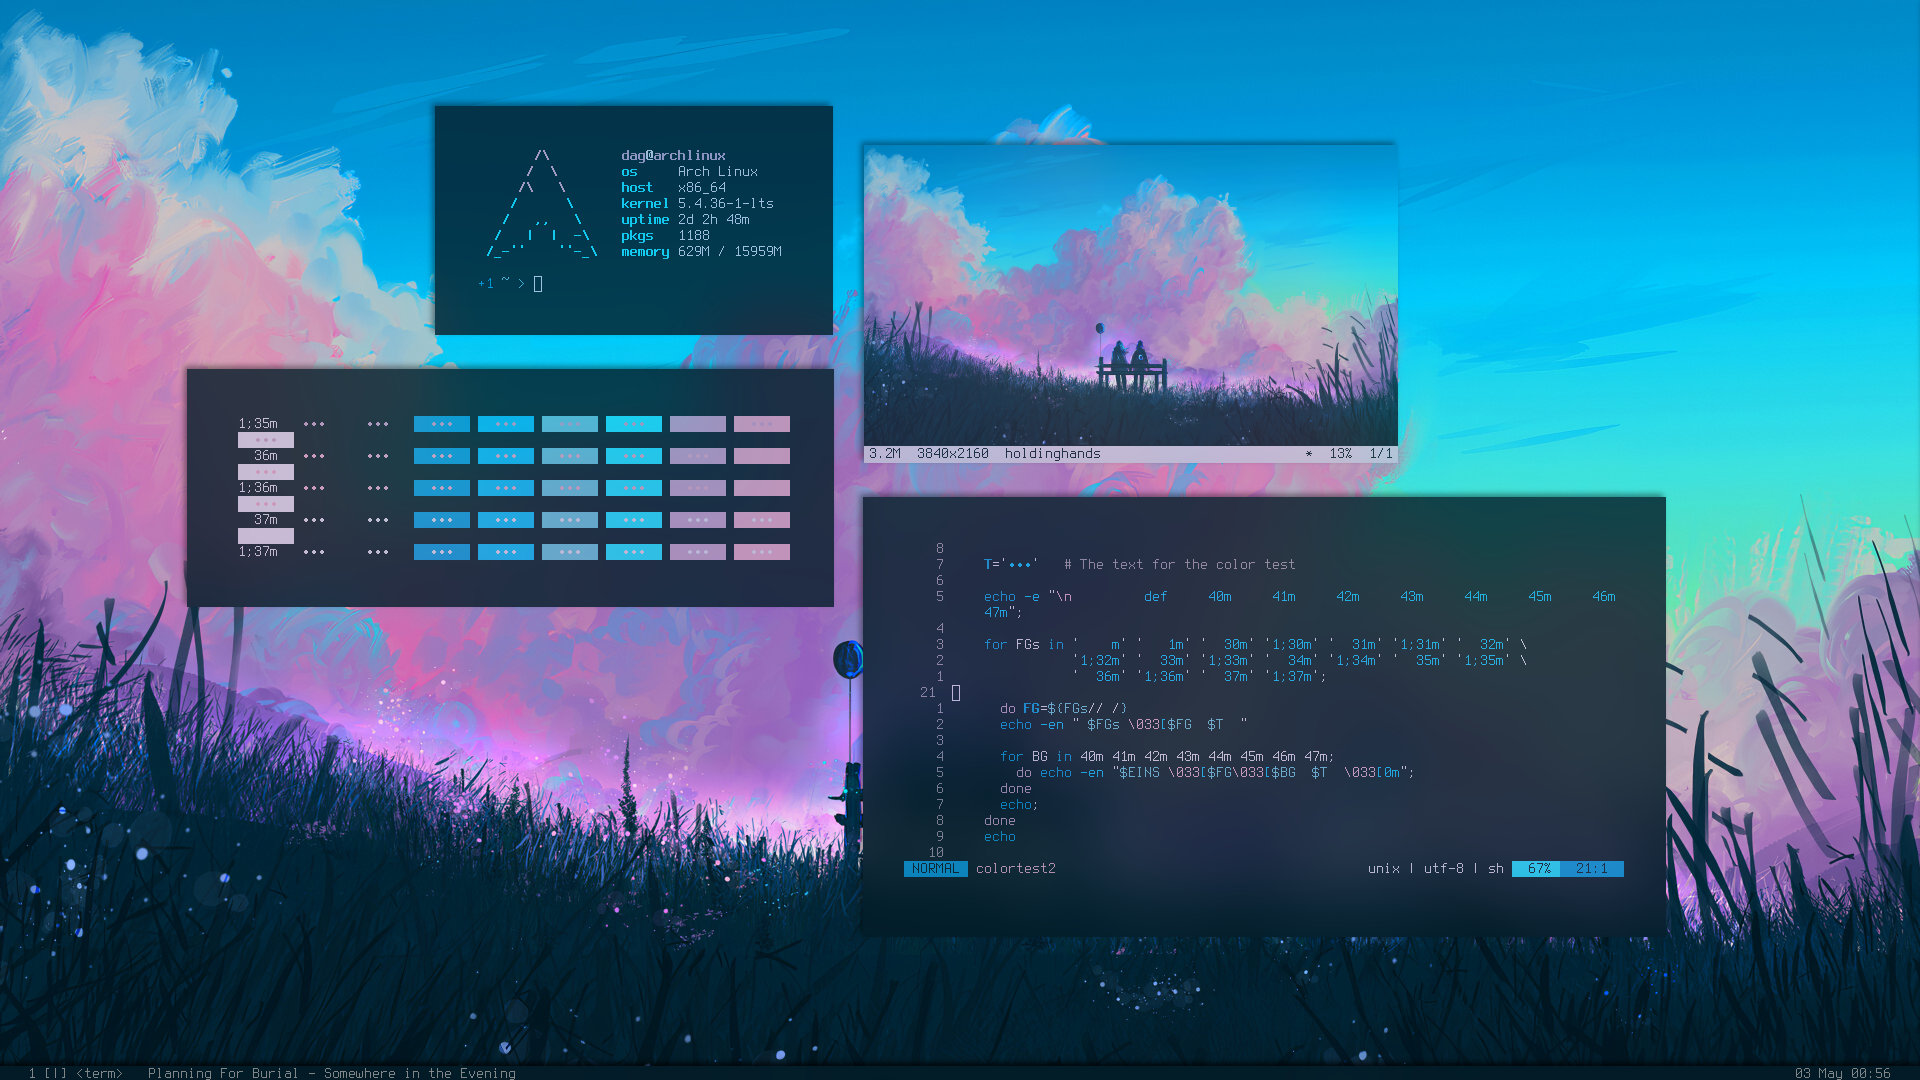 dag@archlinux
os Arch Linux
host x86_64
kernel 5.4.36-1-lts
uptime 2d 2h 48m
pkgs 1188
memory 629M / 15959M
+1 ~ >
1;35m ••• ••• ••• ••• ••• ••• ••• •••
•••
36m ••• ••• ••• ••• ••• ••• •••
•••
1;36m ••• ••• ••• ••• ••• ••• •••
•••
37m ••• ••• ••• ••• ••• ••• ••• •••
1;37m ••• ••• ••• ••• ••• ••• ••• •••
3.2M 3840x2160 holdinghands * 13% 1/1
8
7 T='•••' # The text for the color test
6
5 echo -e "\n def 40m 41m 42m 43m 44m 45m 46m
47m";
4
3 for FGs in ' m' ' 1m' ' 30m' '1;30m' ' 31m' '1;31m' ' 32m' \
2 '1;32m' ' 33m' '1;33m' ' 34m' '1;34m' ' 35m' '1;35m' \
1 ' 36m' '1;36m' ' 37m' '1;37m';
21
1 do FG=${FGs// /}
2 echo -en " $FGs \033[$FG $T "
3
4 for BG in 40m 41m 42m 43m 44m 45m 46m 47m;
5 do echo -en "$EINS \033[$FG\033[$BG $T \033[0m";
6 done
7 echo;
8 done
9 echo
10
NORMAL colortest2 unix | utf-8 | sh 67% 21:1
1 [|] <term> Planning For Burial - Somewhere in the Evening 03 May 00:56